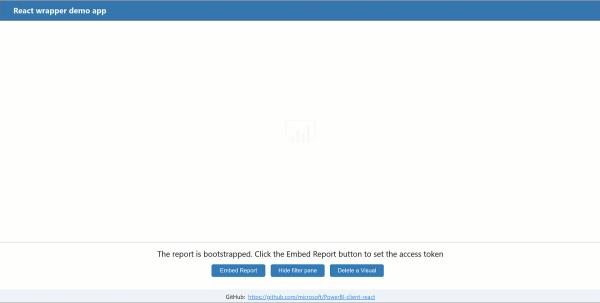 React wrapper demo app
The report is bootstrapped. Click the Embed Report button to set the access token
Embed Report
Hide filter pane
Delete a Visual
GitHub: https://github.com/microsoft/PowerBI-client-react